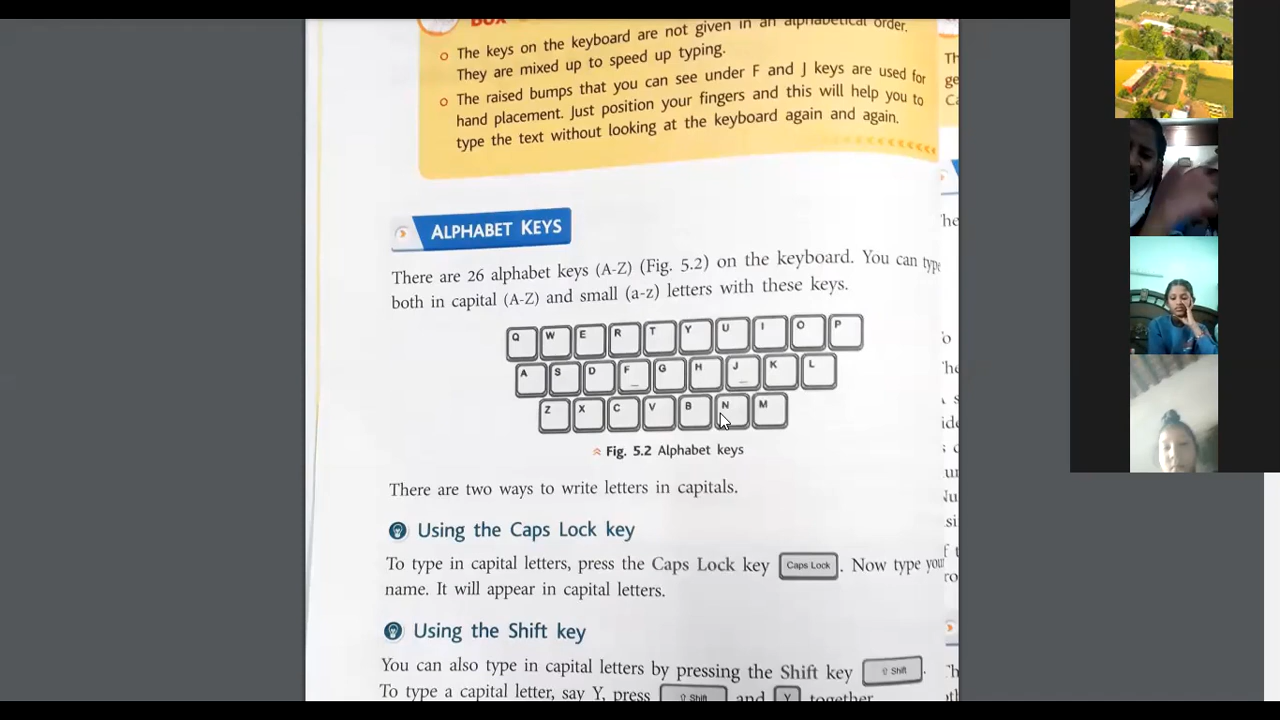 BOX
The keys on the keyboard are not given in an alphabetical order.
They are mixed up to speed up typing.
The raised bumps that you can see under F and J keys are used for
hand placement. Just position your fingers and this will help you to
type the text without looking at the keyboard again and again.
ALPHABET KEYS
There are 26 alphabet keys (A-Z) (Fig. 5.2) on the keyboard. You can type
both in capital (A-Z) and small (a-z) letters with these keys.
Q W E R T Y U I O P
A S D F G H J K L
Z X C V B N M
Fig. 5.2 Alphabet keys
There are two ways to write letters in capitals.
Using the Caps Lock key
To type in capital letters, press the Caps Lock key Caps Lock . Now type your
name. It will appear in capital letters.
Using the Shift key
You can also type in capital letters by pressing the Shift key ⇧ Shift .
To type a capital letter, say Y, press ⇧ Shift and Y together